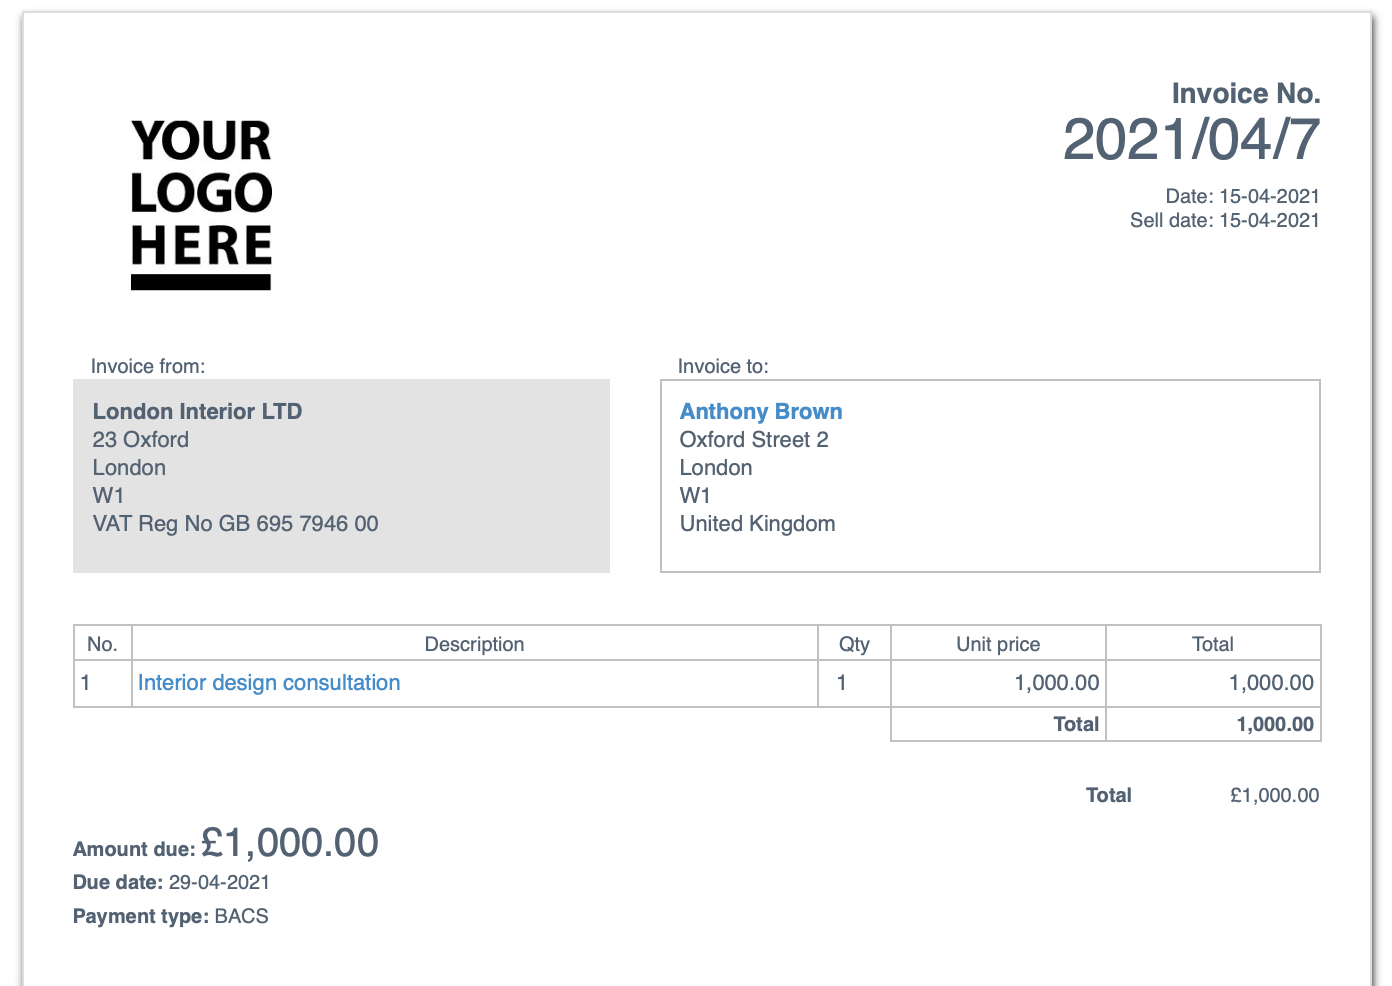 YOUR
LOGO
HERE
Invoice No.
2021/04/7
Date: 15-04-2021
Sell date: 15-04-2021
Invoice from:
London Interior LTD
23 Oxford
London
W1
VAT Reg No GB 695 7946 00
Invoice to:
Anthony Brown
Oxford Street 2
London
W1
United Kingdom
No. Description Qty Unit price Total
1 Interior design consultation 1 1,000.00 1,000.00
Total 1,000.00
Total £1,000.00
Amount due: £1,000.00
Due date: 29-04-2021
Payment type: BACS